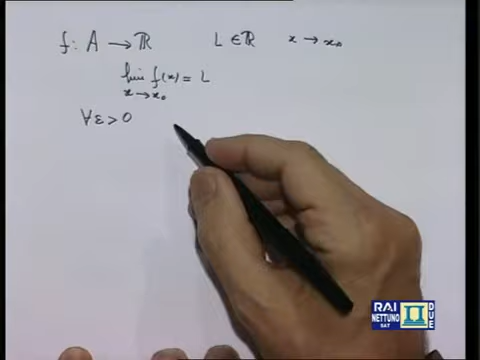 f: A → ℝ L ∈ ℝ x → x₀
lim f(x) = L
x → x₀
∀ε > 0
RAI
NETTUNO
SAT
DUE